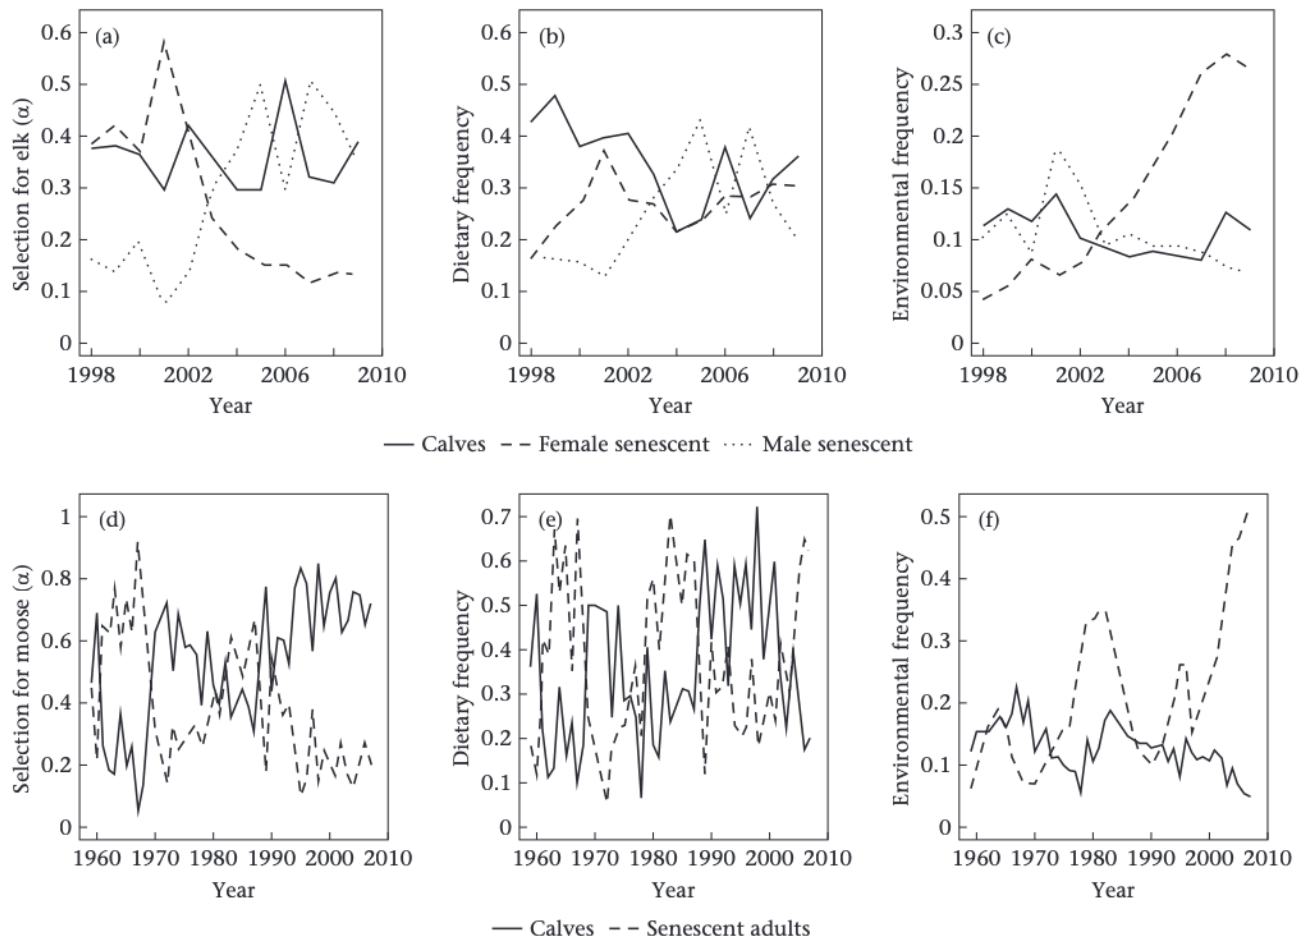 (a)
Selection for elk (α)
0.6
0.5
0.4
0.3
0.2
0.1
0
1998 2002 2006 2010
Year
(b)
Dietary frequency
0.6
0.5
0.4
0.3
0.2
0.1
0
1998 2002 2006 2010
Year
(c)
Environmental frequency
0.3
0.25
0.2
0.15
0.1
0.05
0
1998 2002 2006 2010
Year
Calves Female senescent Male senescent
(d)
Selection for moose (α)
1
0.8
0.6
0.4
0.2
0
1960 1970 1980 1990 2000 2010
Year
(e)
Dietary frequency
0.7
0.6
0.5
0.4
0.3
0.2
0.1
0
1960 1970 1980 1990 2000 2010
Year
(f)
Environmental frequency
0.5
0.4
0.3
0.2
0.1
0
1960 1970 1980 1990 2000 2010
Year
Calves Senescent adults